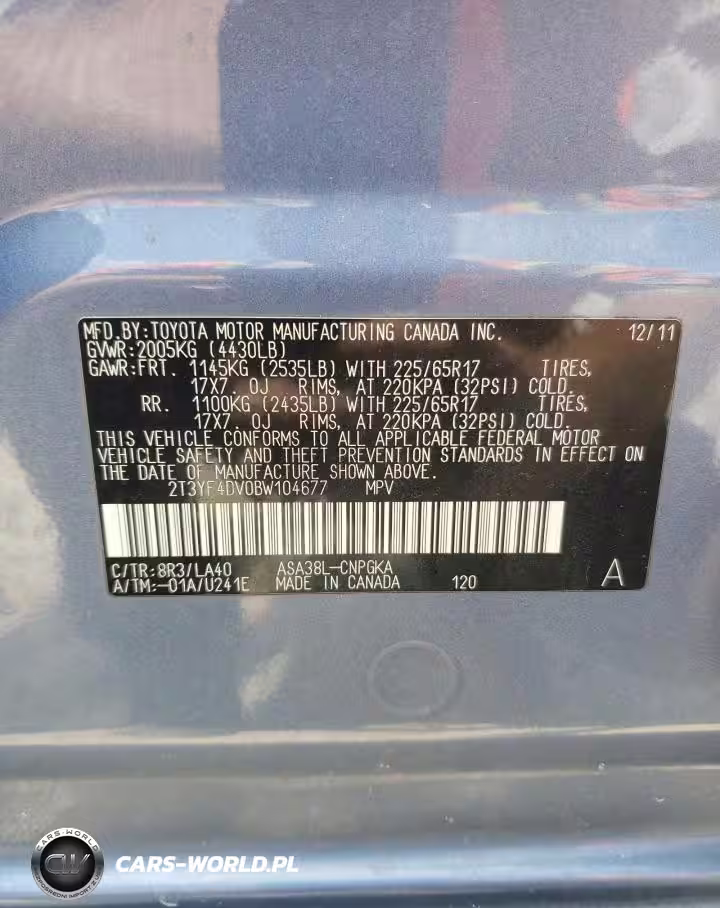 MFD.BY:TOYOTA MOTOR MANUFACTURING CANADA INC. 12/11
GVWR:2005KG (4430LB)
GAWR:FRT. 1145KG (2535LB) WITH 225/65R17 TIRES,
17X7. 0J RIMS, AT 220KPA (32PSI) COLD.
RR. 1100KG (2435LB) WITH 225/65R17 TIRES,
17X7. 0J RIMS, AT 220KPA (32PSI) COLD.
THIS VEHICLE CONFORMS TO ALL APPLICABLE FEDERAL MOTOR
VEHICLE SAFETY AND THEFT PREVENTION STANDARDS IN EFFECT ON
THE DATE OF MANUFACTURE SHOWN ABOVE.
2T3YF4DV0BW104677 MPV
C/TR:8R3/LA40 ASA38L-CNPGKA
A/TM:-01A/U241E MADE IN CANADA 120 A
CARS-WORLD
CARS-WORLD.PL